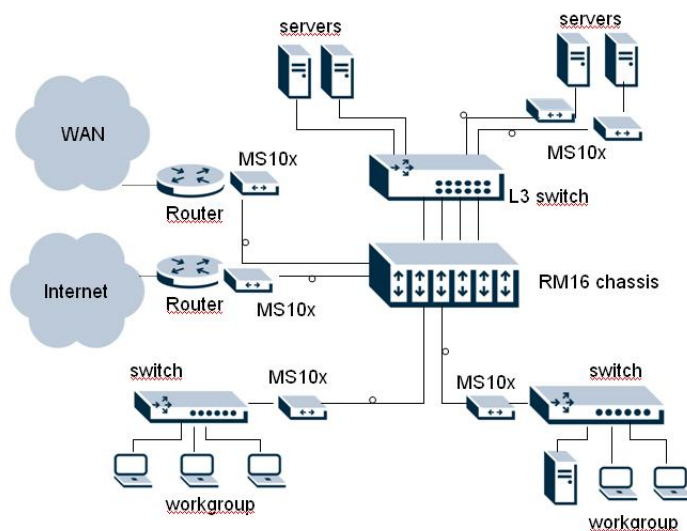 servers
servers
WAN
MS10x
MS10x
Router
L3 switch
Internet
Router
RM16 chassis
MS10x
switch
MS10x
MS10x
switch
workgroup
workgroup